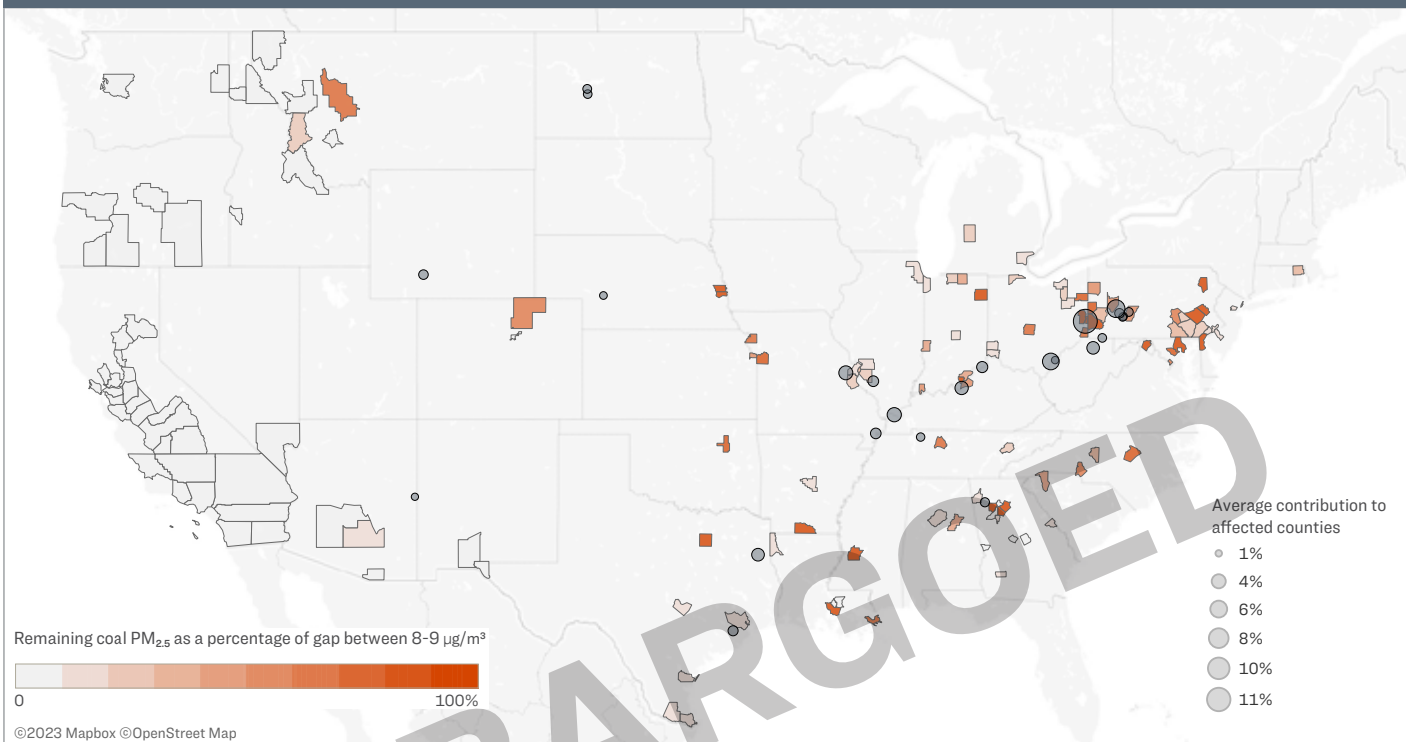 ARGOED
Average contribution to
affected counties
1%
4%
6%
8%
10%
11%
Remaining coal PM2.5 as a percentage of gap between 8-9 µg/m³
0
100%
©2023 Mapbox ©OpenStreet Map